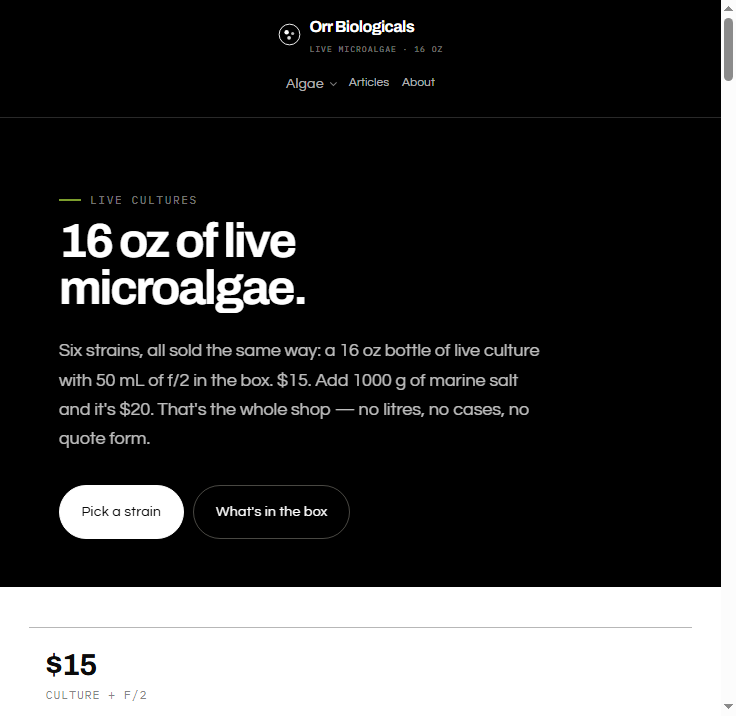 Orr Biologicals
LIVE MICROALGAE · 16 OZ
Algae
Articles
About
LIVE CULTURES
16 oz of live
microalgae.
Six strains, all sold the same way: a 16 oz bottle of live culture
with 50 mL of f/2 in the box. $15. Add 1000 g of marine salt
and it's $20. That's the whole shop — no litres, no cases, no
quote form.
Pick a strain
What's in the box
$15
CULTURE + F/2